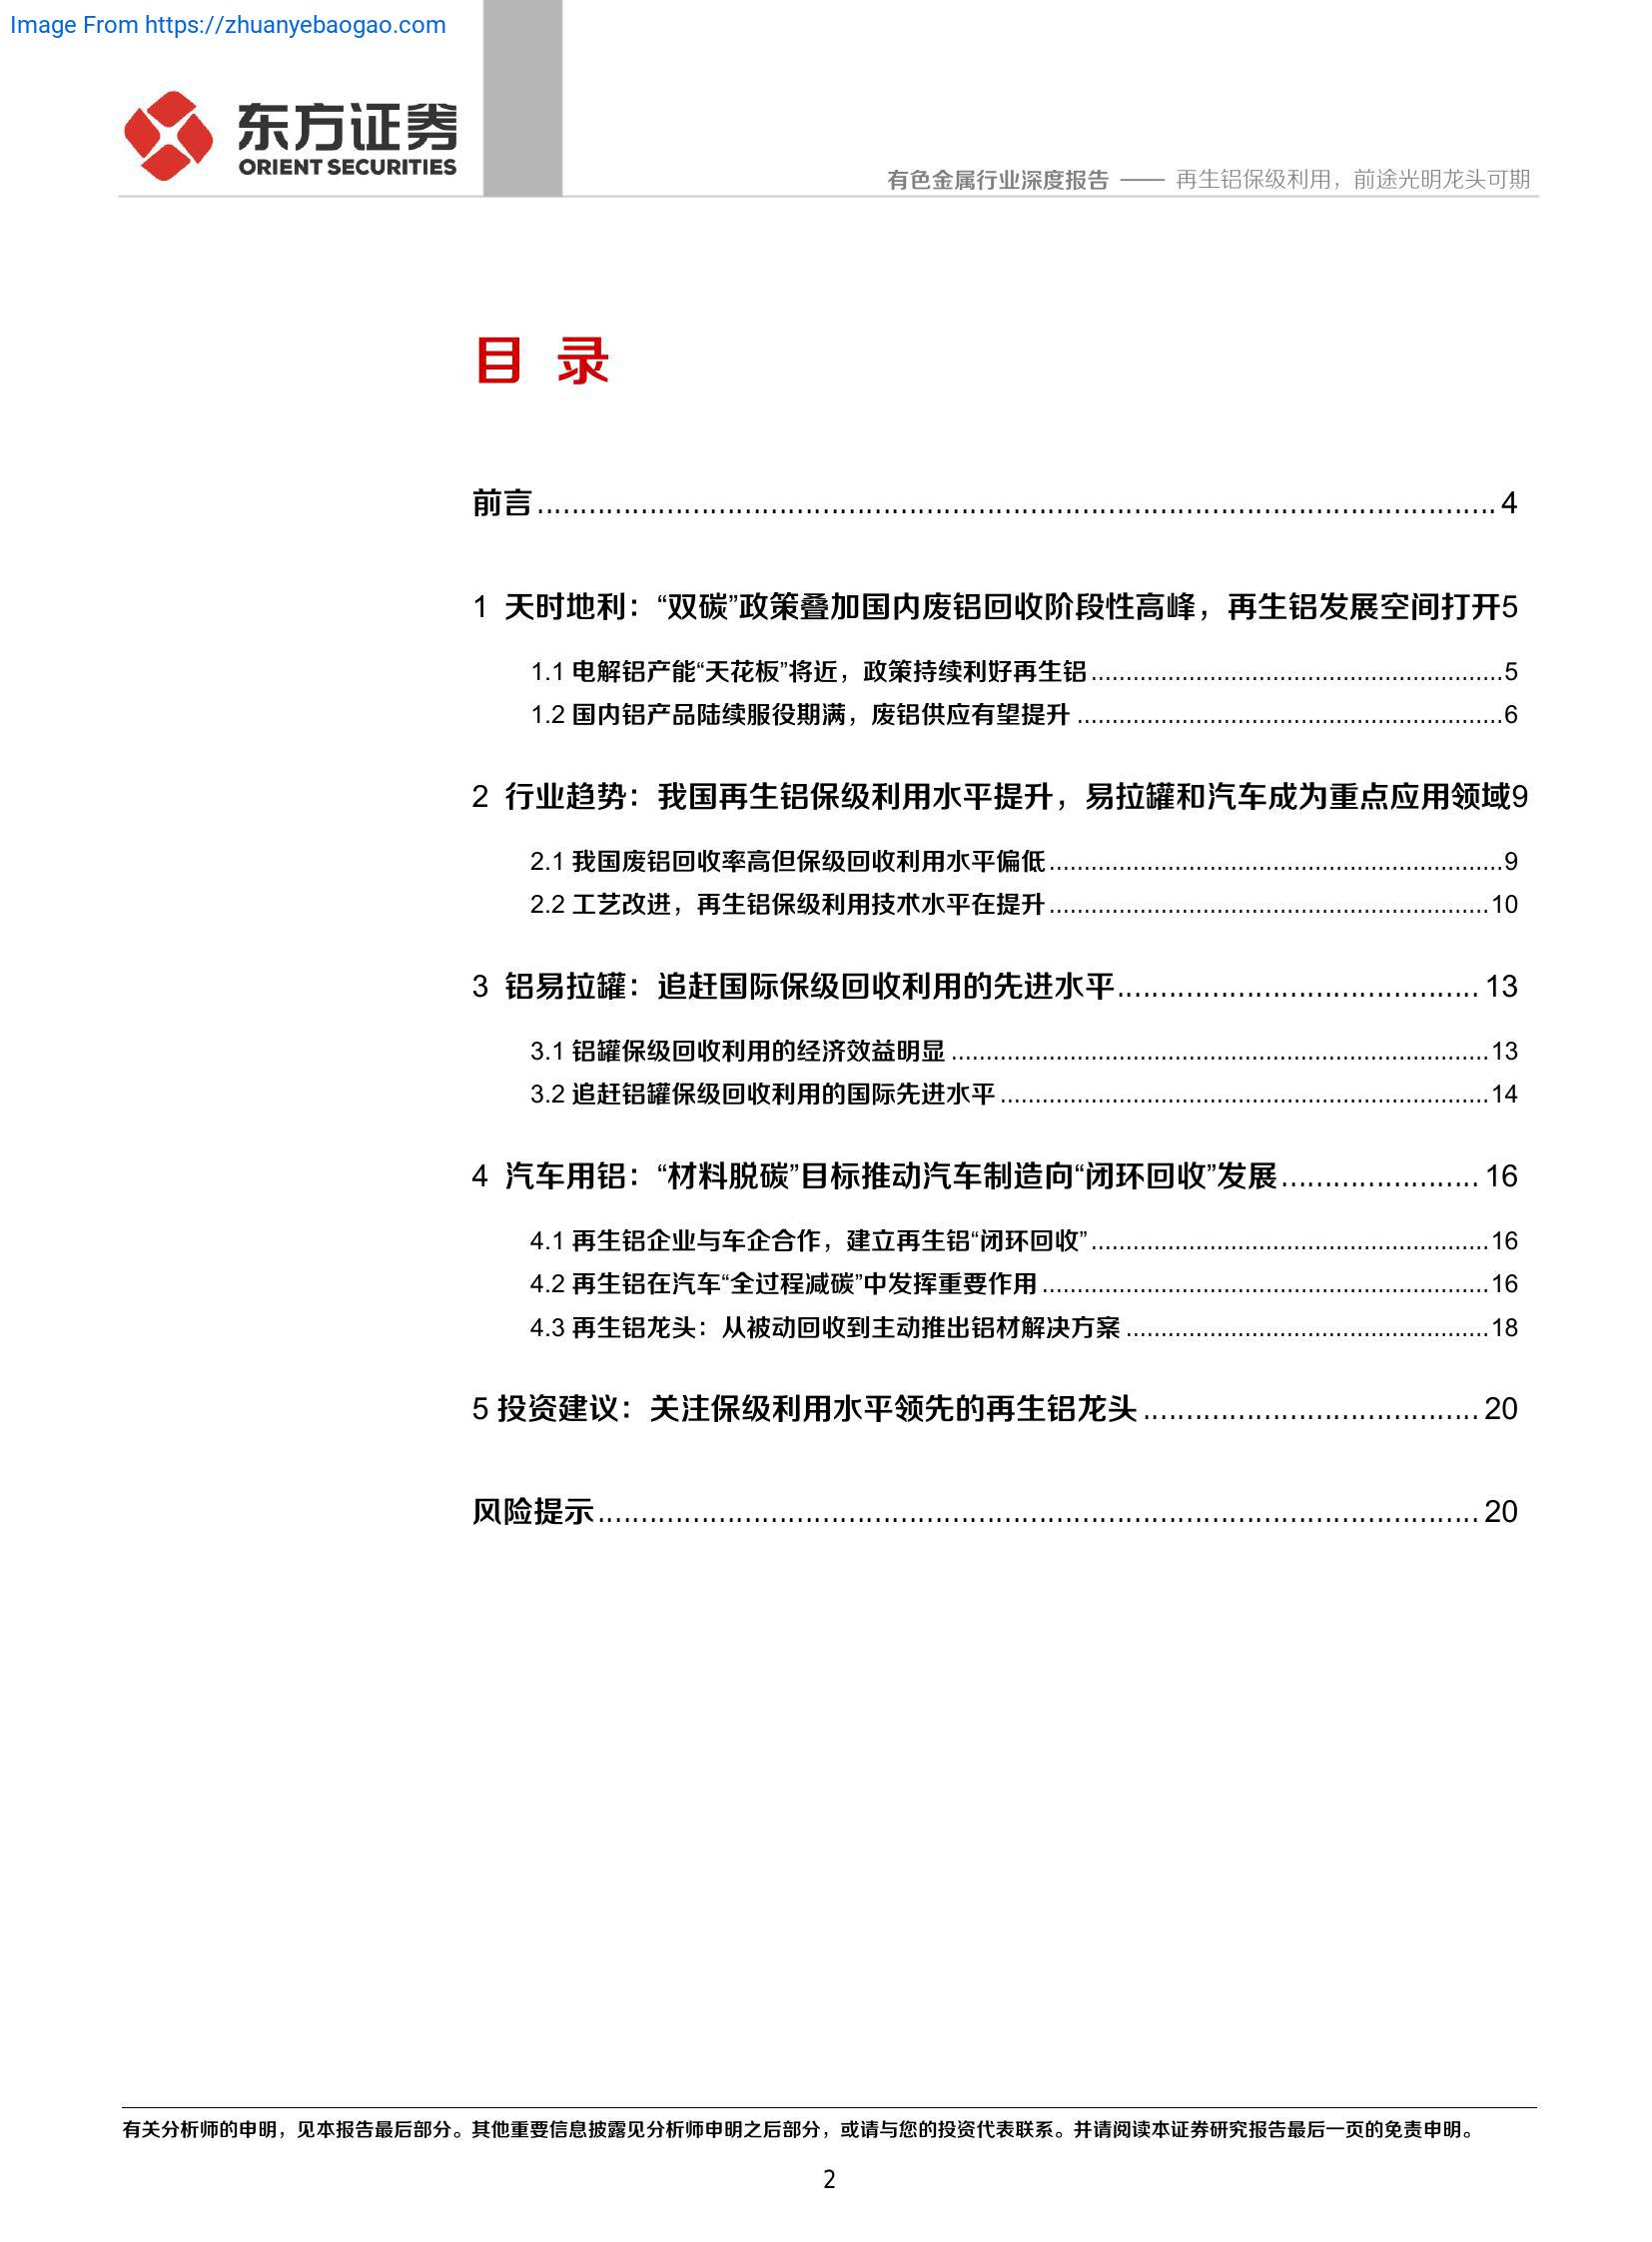 Image From https://zhuanyebaogao.com
东方证券
ORIENT SECURITIES
有色金属行业深度报告 —— 再生铝保级利用，前途光明龙头可期
目 录
前言........................................................................................................ 4
1 天时地利：“双碳”政策叠加国内废铝回收阶段性高峰，再生铝发展空间打开5
1.1 电解铝产能“天花板”将近，政策持续利好再生铝...........................................................5
1.2 国内铝产品陆续服役期满，废铝供应有望提升.............................................................6
2 行业趋势：我国再生铝保级利用水平提升，易拉罐和汽车成为重点应用领域9
2.1 我国废铝回收率高但保级回收利用水平偏低.................................................................9
2.2 工艺改进，再生铝保级利用技术水平在提升...............................................................10
3 铝易拉罐：追赶国际保级回收利用的先进水平.......................................... 13
3.1 铝罐保级回收利用的经济效益明显.............................................................................13
3.2 追赶铝罐保级回收利用的国际先进水平......................................................................14
4 汽车用铝：“材料脱碳”目标推动汽车制造向“闭环回收”发展....................... 16
4.1 再生铝企业与车企合作，建立再生铝“闭环回收”.........................................................16
4.2 再生铝在汽车“全过程减碳”中发挥重要作用................................................................16
4.3 再生铝龙头：从被动回收到主动推出铝材解决方案....................................................18
5 投资建议：关注保级利用水平领先的再生铝龙头....................................... 20
风险提示...................................................................................................... 20
有关分析师的申明，见本报告最后部分。其他重要信息披露见分析师申明之后部分，或请与您的投资代表联系。并请阅读本证券研究报告最后一页的免责申明。
2